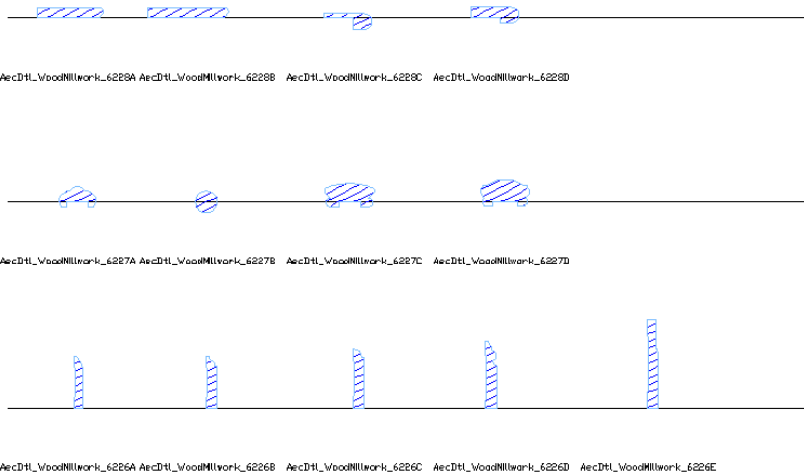 AecDtl_WoodMillwork_6228A AecDtl_WoodMillwork_6228B AecDtl_WoodMillwork_6228C AecDtl_WoodMillwork_6228D
AecDtl_WoodMillwork_6227A AecDtl_WoodMillwork_6227B AecDtl_WoodMillwork_6227C AecDtl_WoodMillwork_6227D
AecDtl_WoodMillwork_6226A AecDtl_WoodMillwork_6226B AecDtl_WoodMillwork_6226C AecDtl_WoodMillwork_6226D AecDtl_WoodMillwork_6226E